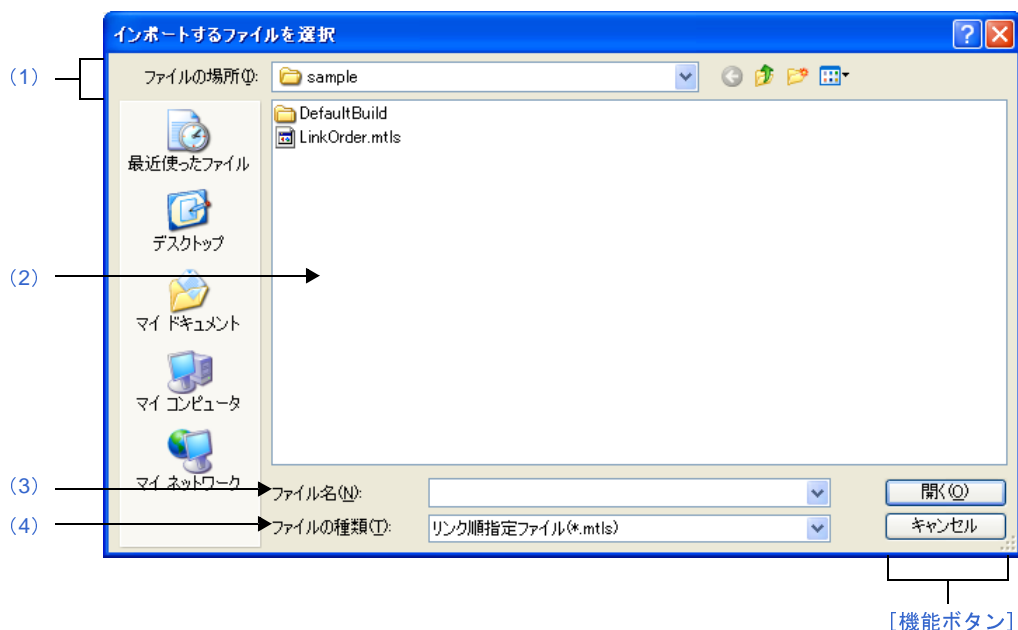 インポートするファイルを選択
(1)
ファイルの場所(I):
sample
DefaultBuild
LinkOrder.mtls
最近使ったファイル
デスクトップ
(2)
マイ ドキュメント
マイ コンピュータ
マイ ネットワーク
(3)
ファイル名(N):
開く(O)
(4)
ファイルの種類(T):
リンク順指定ファイル(*.mtls)
キャンセル
[機能ボタン]